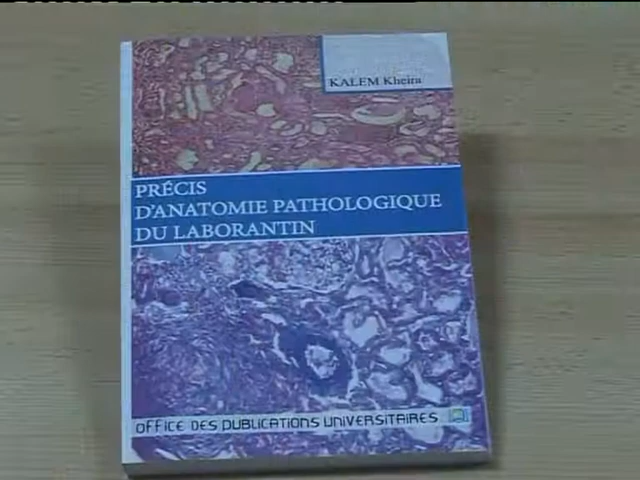 KALEM Kheira
PRÉCIS
D'ANATOMIE PATHOLOGIQUE
DU LABORANTIN
OFFICE DES PUBLICATIONS UNIVERSITAIRES